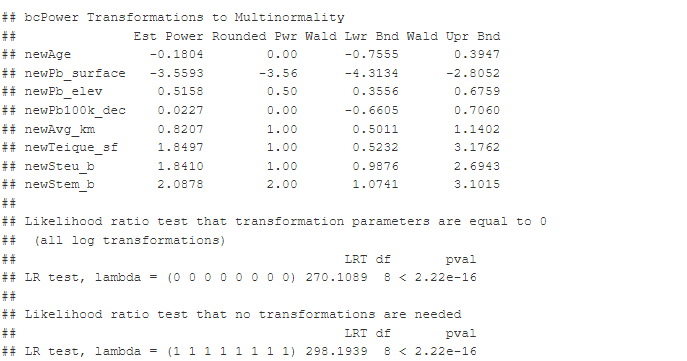 ## bcPower Transformations to Multinormality
## Est Power Rounded Pwr Wald Lwr Bnd Wald Upr Bnd
## newAge -0.1804 0.00 -0.7555 0.3947
## newPb_surface -3.5593 -3.56 -4.3134 -2.8052
## newPb_elev 0.5158 0.50 0.3556 0.6759
## newPb100k_dec 0.0227 0.00 -0.6605 0.7060
## newAvg_km 0.8207 1.00 0.5011 1.1402
## newTeique_sf 1.8497 1.00 0.5232 3.1762
## newSteu_b 1.8410 1.00 0.9876 2.6943
## newStem_b 2.0878 2.00 1.0741 3.1015
##
## Likelihood ratio test that transformation parameters are equal to 0
## (all log transformations)
## LRT df pval
## LR test, lambda = (0 0 0 0 0 0 0 0) 270.1089 8 < 2.22e-16
##
## Likelihood ratio test that no transformations are needed
## LRT df pval
## LR test, lambda = (1 1 1 1 1 1 1 1) 298.1939 8 < 2.22e-16